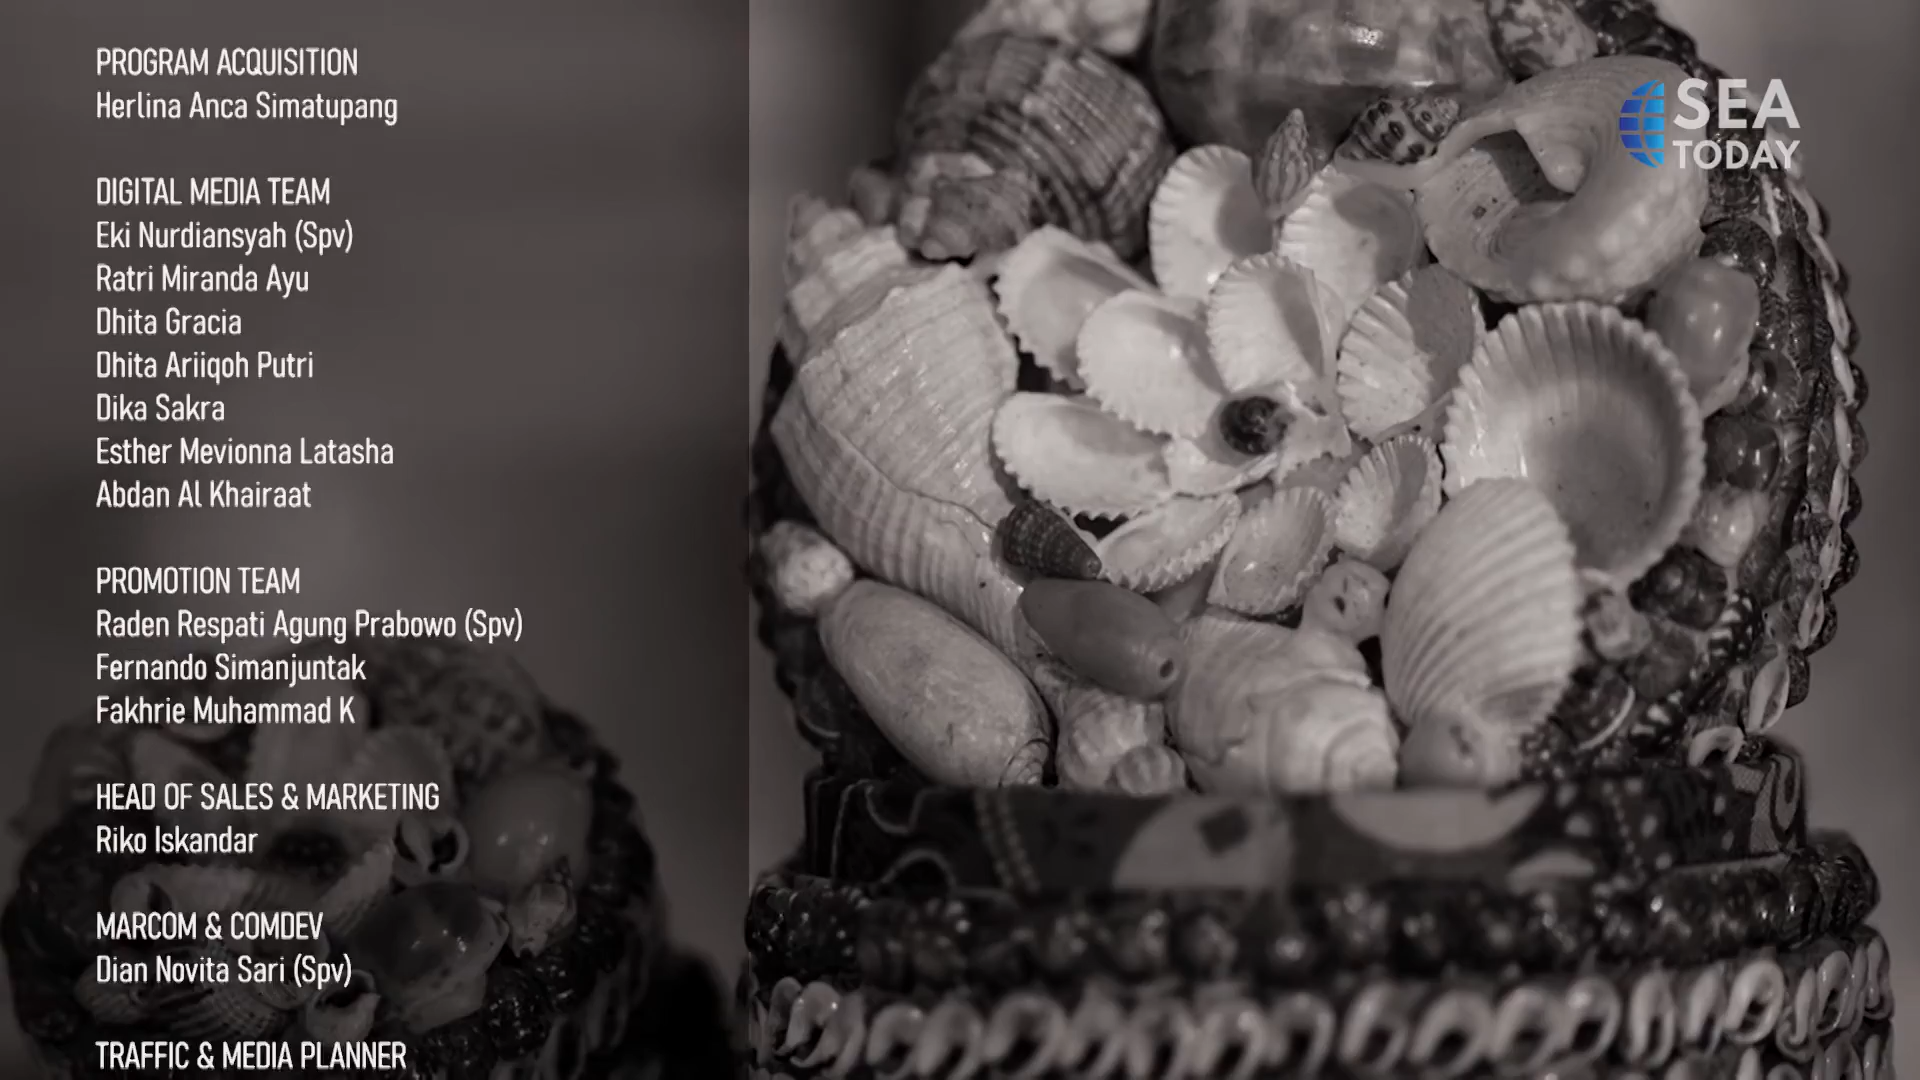 PROGRAM ACQUISITION
Herlina Anca Simatupang
DIGITAL MEDIA TEAM
Eki Nurdiansyah (Spv)
Ratri Miranda Ayu
Dhita Gracia
Dhita Ariiqoh Putri
Dika Sakra
Esther Mevionna Latasha
Abdan Al Khairaat
PROMOTION TEAM
Raden Respati Agung Prabowo (Spv)
Fernando Simanjuntak
Fakhrie Muhammad K
HEAD OF SALES & MARKETING
Riko Iskandar
MARCOM & COMDEV
Dian Novita Sari (Spv)
TRAFFIC & MEDIA PLANNER
SEA
TODAY